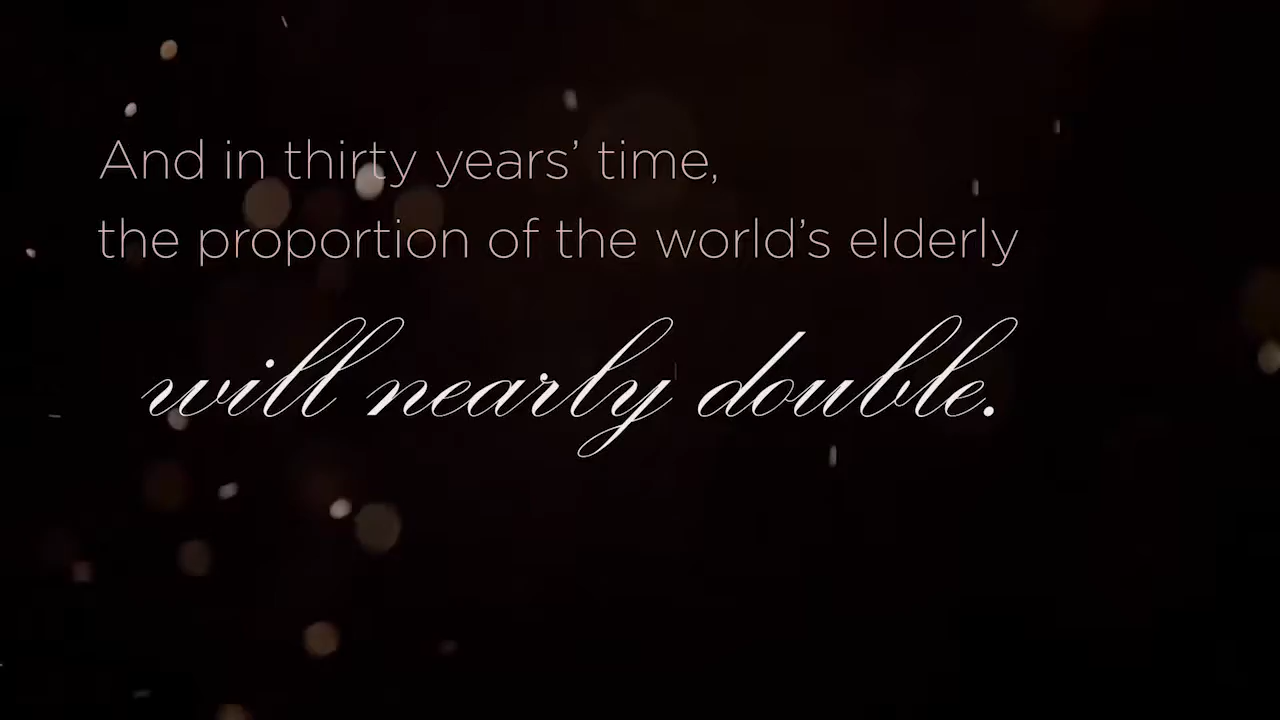 And in thirty years’ time,
the proportion of the world’s elderly
will nearly double.